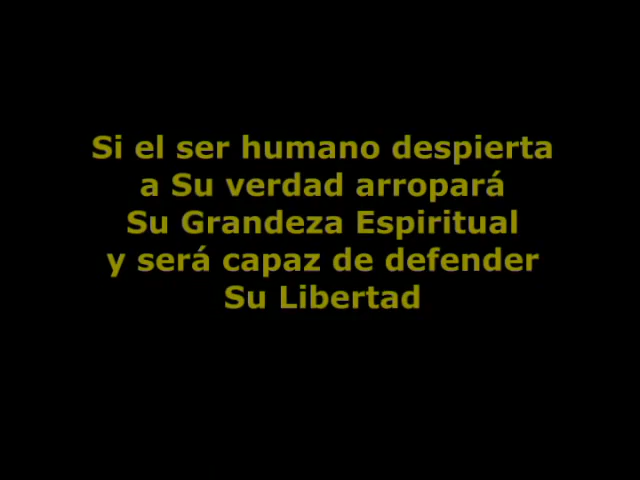 Si el ser humano despierta
a Su verdad arropará
Su Grandeza Espiritual
y será capaz de defender
Su Libertad